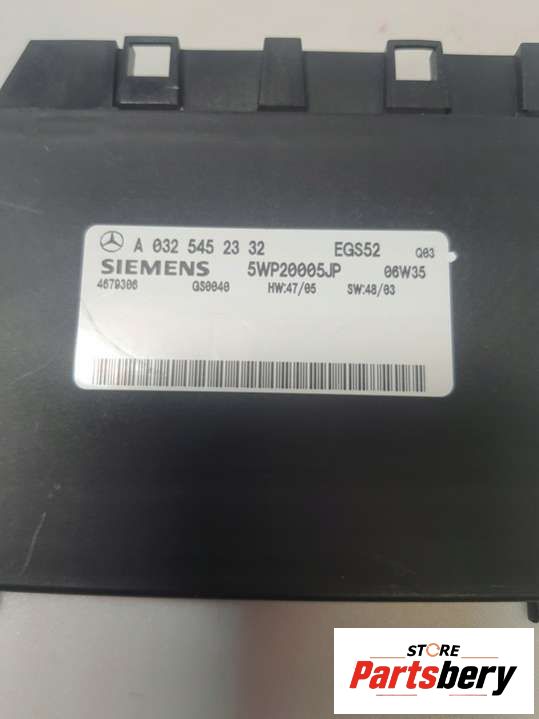 A 032 545 23 32 EGS52 Q03
SIEMENS 5WP20005JP 06W35
4679306 GS0040 HW:47/05 SW:48/03
STORE
Partsbery